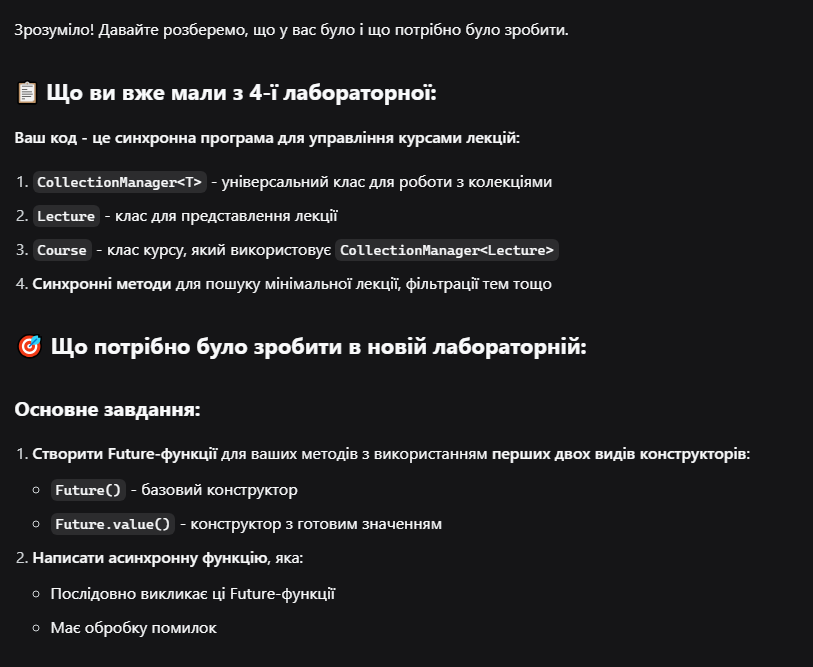 Зрозуміло! Давайте розберемо, що у вас було і що потрібно було зробити.
📋 Що ви вже мали з 4-ї лабораторної:
Ваш код - це синхронна програма для управління курсами лекцій:
1. CollectionManager<T> - універсальний клас для роботи з колекціями
2. Lecture - клас для представлення лекції
3. Course - клас курсу, який використовує CollectionManager<Lecture>
4. Синхронні методи для пошуку мінімальної лекції, фільтрації тем тощо
🎯 Що потрібно було зробити в новій лабораторній:
Основне завдання:
1. Створити Future-функції для ваших методів з використанням перших двох видів конструкторів:
○ Future() - базовий конструктор
○ Future.value() - конструктор з готовим значенням
2. Написати асинхронну функцію, яка:
○ Послідовно викликає ці Future-функції
○ Має обробку помилок